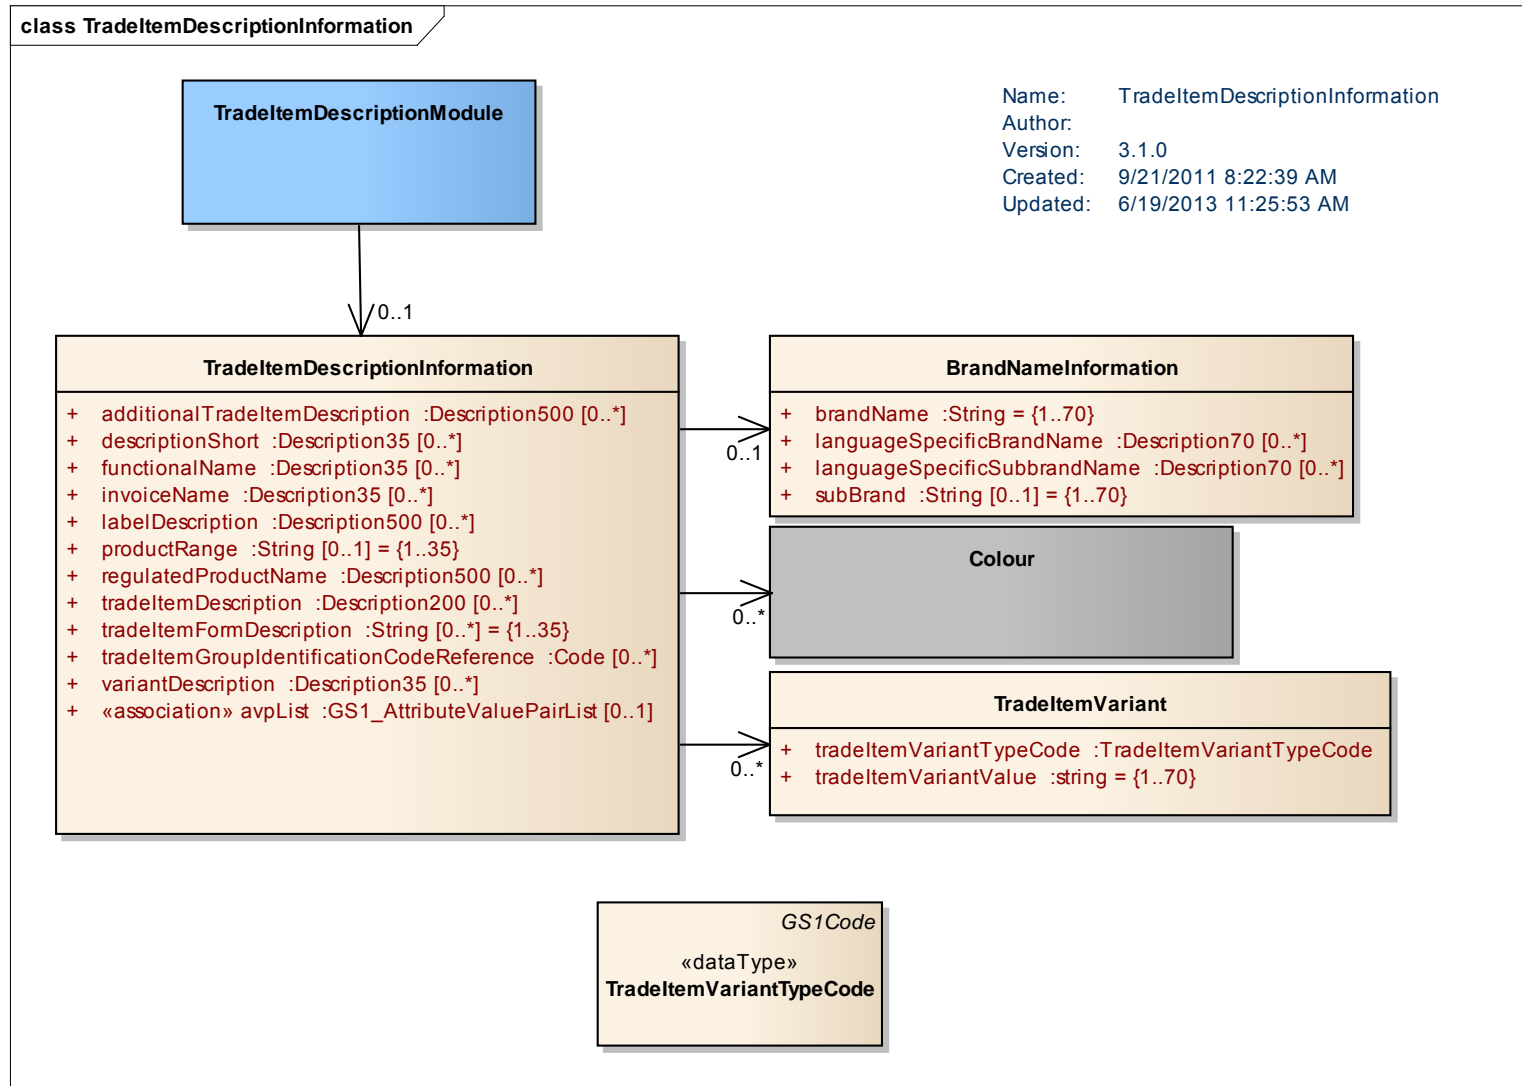 class TradeItemDescriptionInformation
TradeItemDescriptionModule
Name: TradeItemDescriptionInformation
Author:
Version: 3.1.0
Created: 9/21/2011 8:22:39 AM
Updated: 6/19/2013 11:25:53 AM
0..1
TradeItemDescriptionInformation
+ additionalTradeItemDescription :Description500 [0..*]
+ descriptionShort :Description35 [0..*]
+ functionalName :Description35 [0..*]
+ invoiceName :Description35 [0..*]
+ labelDescription :Description500 [0..*]
+ productRange :String [0..1] = {1..35}
+ regulatedProductName :Description500 [0..*]
+ tradeItemDescription :Description200 [0..*]
+ tradeItemFormDescription :String [0..*] = {1..35}
+ tradeItemGroupIdentificationCodeReference :Code [0..*]
+ variantDescription :Description35 [0..*]
+ «association» avpList :GS1_AttributeValuePairList [0..1]
0..1
BrandNameInformation
+ brandName :String = {1..70}
+ languageSpecificBrandName :Description70 [0..*]
+ languageSpecificSubbrandName :Description70 [0..*]
+ subBrand :String [0..1] = {1..70}
0..*
Colour
0..*
TradeItemVariant
+ tradeItemVariantTypeCode :TradeItemVariantTypeCode
+ tradeItemVariantValue :string = {1..70}
GS1Code
«dataType»
TradeItemVariantTypeCode